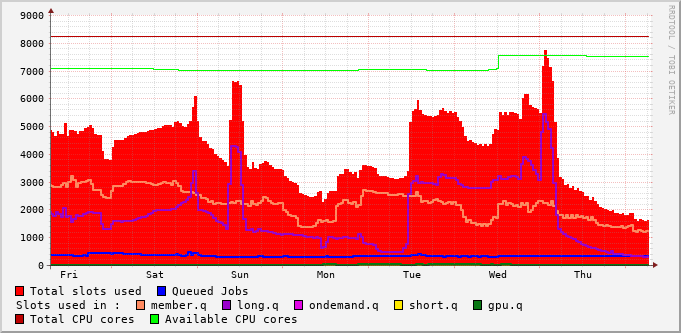 9000
8000
7000
6000
5000
4000
3000
2000
1000
0
Fri Sat Sun Mon Tue Wed Thu
RRDTOOL / TOBI OETIKER
Total slots used Queued Jobs
Slots used in : member.q long.q ondemand.q short.q gpu.q
Total CPU cores Available CPU cores